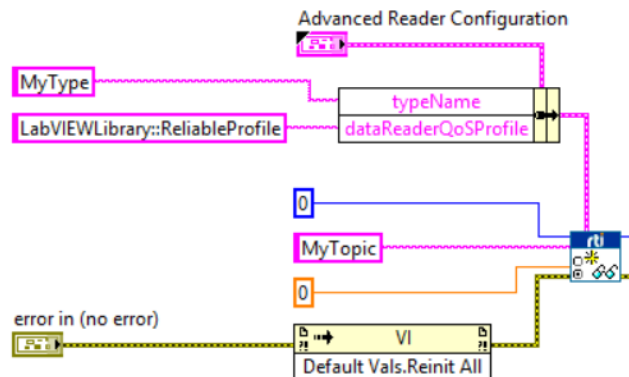 Advanced Reader Configuration
MyType
typeName
LabVIEWLibrary::ReliableProfile
dataReaderQoSProfile
0
rti
MyTopic
0
error in (no error)
VI
Default Vals.Reinit All